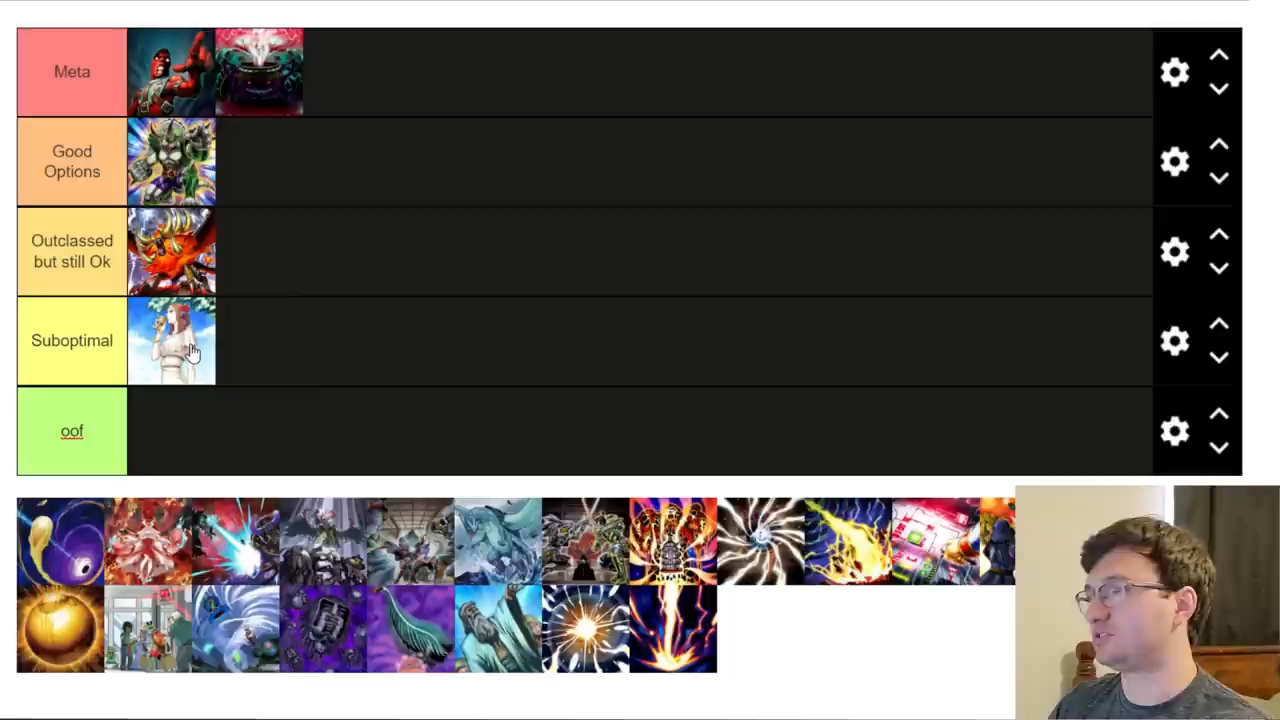 Meta
Good
Options
Outclassed
but still Ok
Suboptimal
oof